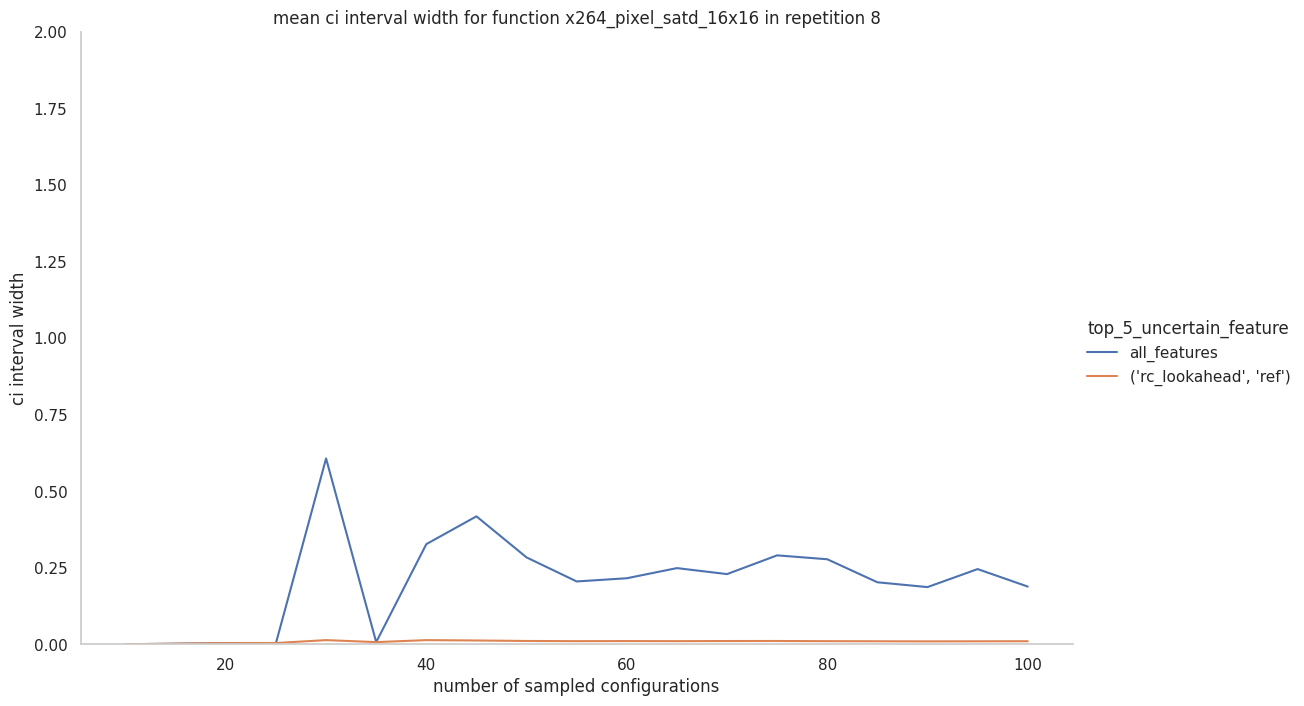 mean ci interval width for function x264_pixel_satd_16x16 in repetition 8
2.00
1.75
1.50
1.25
1.00
0.75
0.50
0.25
0.00
ci interval width
20
40
60
80
100
number of sampled configurations
top_5_uncertain_feature
all_features
('rc_lookahead', 'ref')